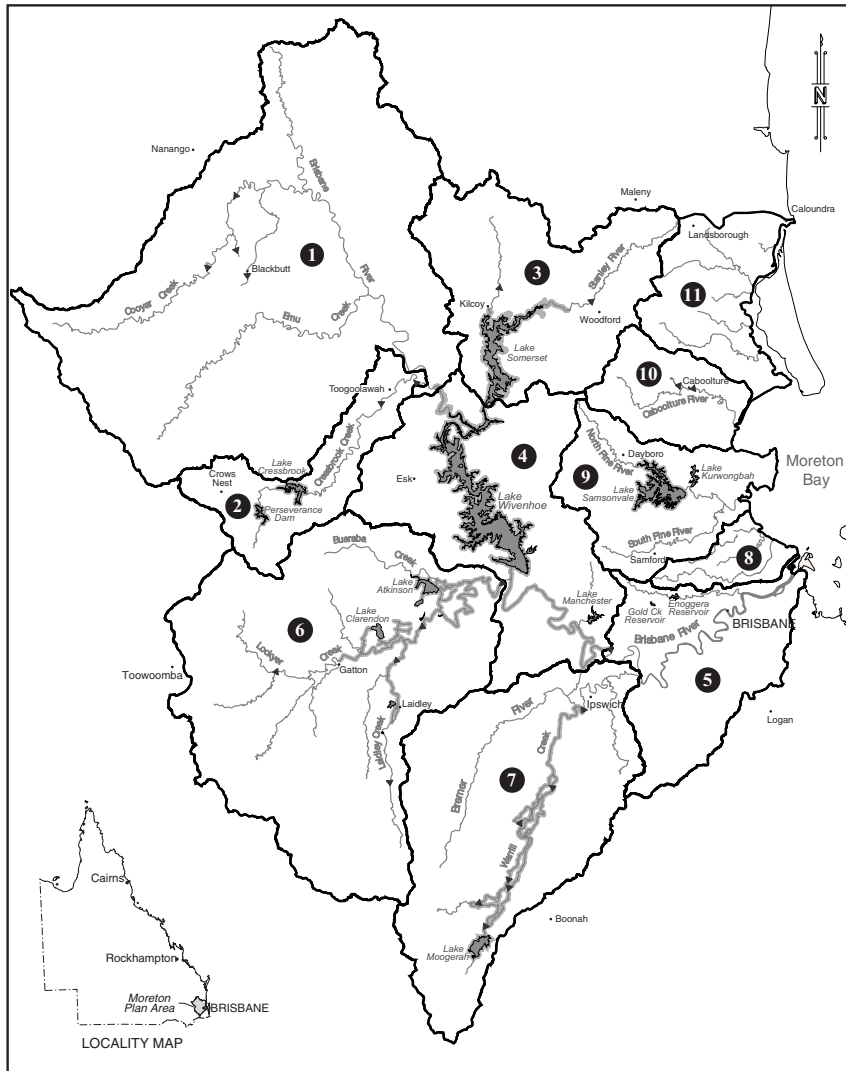 N
Nanango
Maleny
Caloundra
Landsborough
Brisbane
River
1
Blackbutt
Cooyar Creek
Emu Creek
3
Stanley River
Kilcoy
Woodford
Lake
Somerset
11
10
Caboolture
Caboolture River
Toogoolawah
Cressbrook Creek
Lake
Cressbrook
Crows
Nest
2
Perseverance
Dam
Esk
4
Lake
Wivenhoe
9
North Pine River
Dayboro
Lake
Kurwongbah
Lake
Samsonvale
Moreton
Bay
South Pine River
Samford
8
Buaraba
Creek
Lake
Atkinson
Lake
Clarendon
6
Lockyer
Creek
Gatton
Toowoomba
Laidley
Laidley Creek
Lake
Manchester
Gold Ck
Reservoir
Enoggera
Reservoir
BRISBANE
Brisbane River
5
Logan
Ipswich
Bremer
River
7
Warrill
Creek
Boonah
Lake
Moogerah
Cairns
Rockhampton
Moreton
Plan Area
BRISBANE
LOCALITY MAP